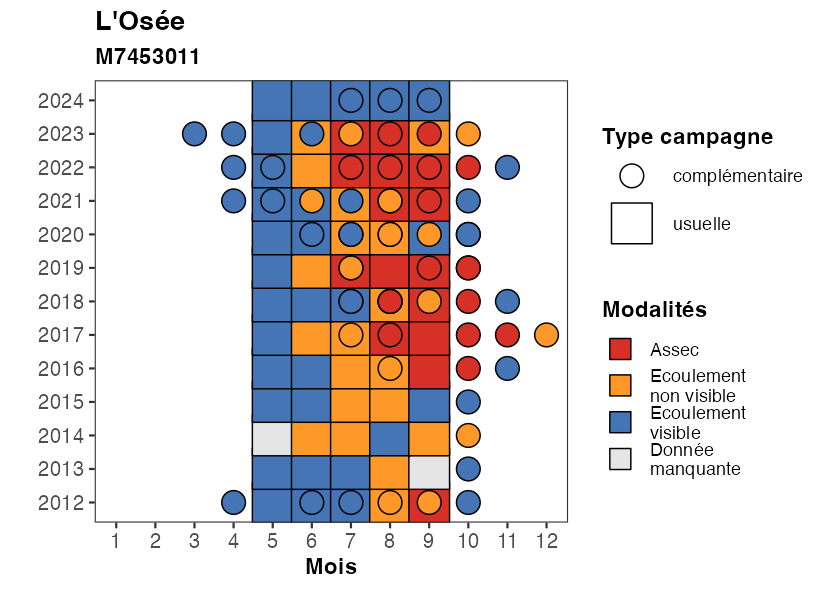 L'Osée
M7453011
2024
2023
2022
2021
2020
2019
2018
2017
2016
2015
2014
2013
2012
1 2 3 4 5 6 7 8 9 10 11 12
Mois
Type campagne
complémentaire
usuelle
Modalités
Assec
Ecoulement
non visible
Ecoulement
visible
Donnée
manquante